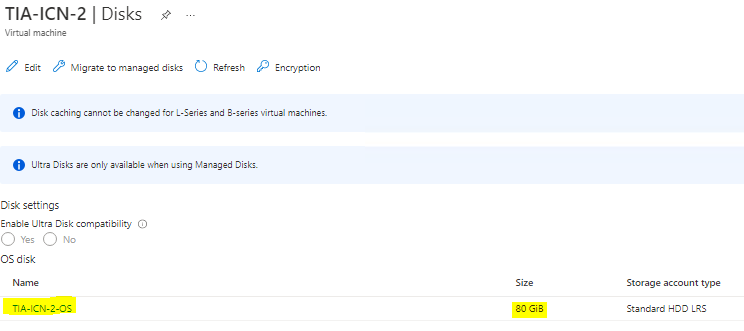 TIA-ICN-2 | Disks ...
Virtual machine
Edit Migrate to managed disks Refresh Encryption
Disk caching cannot be changed for L-Series and B-series virtual machines.
Ultra Disks are only available when using Managed Disks.
Disk settings
Enable Ultra Disk compatibility
Yes No
OS disk
Name Size Storage account type
TIA-ICN-2-OS 80 GiB Standard HDD LRS